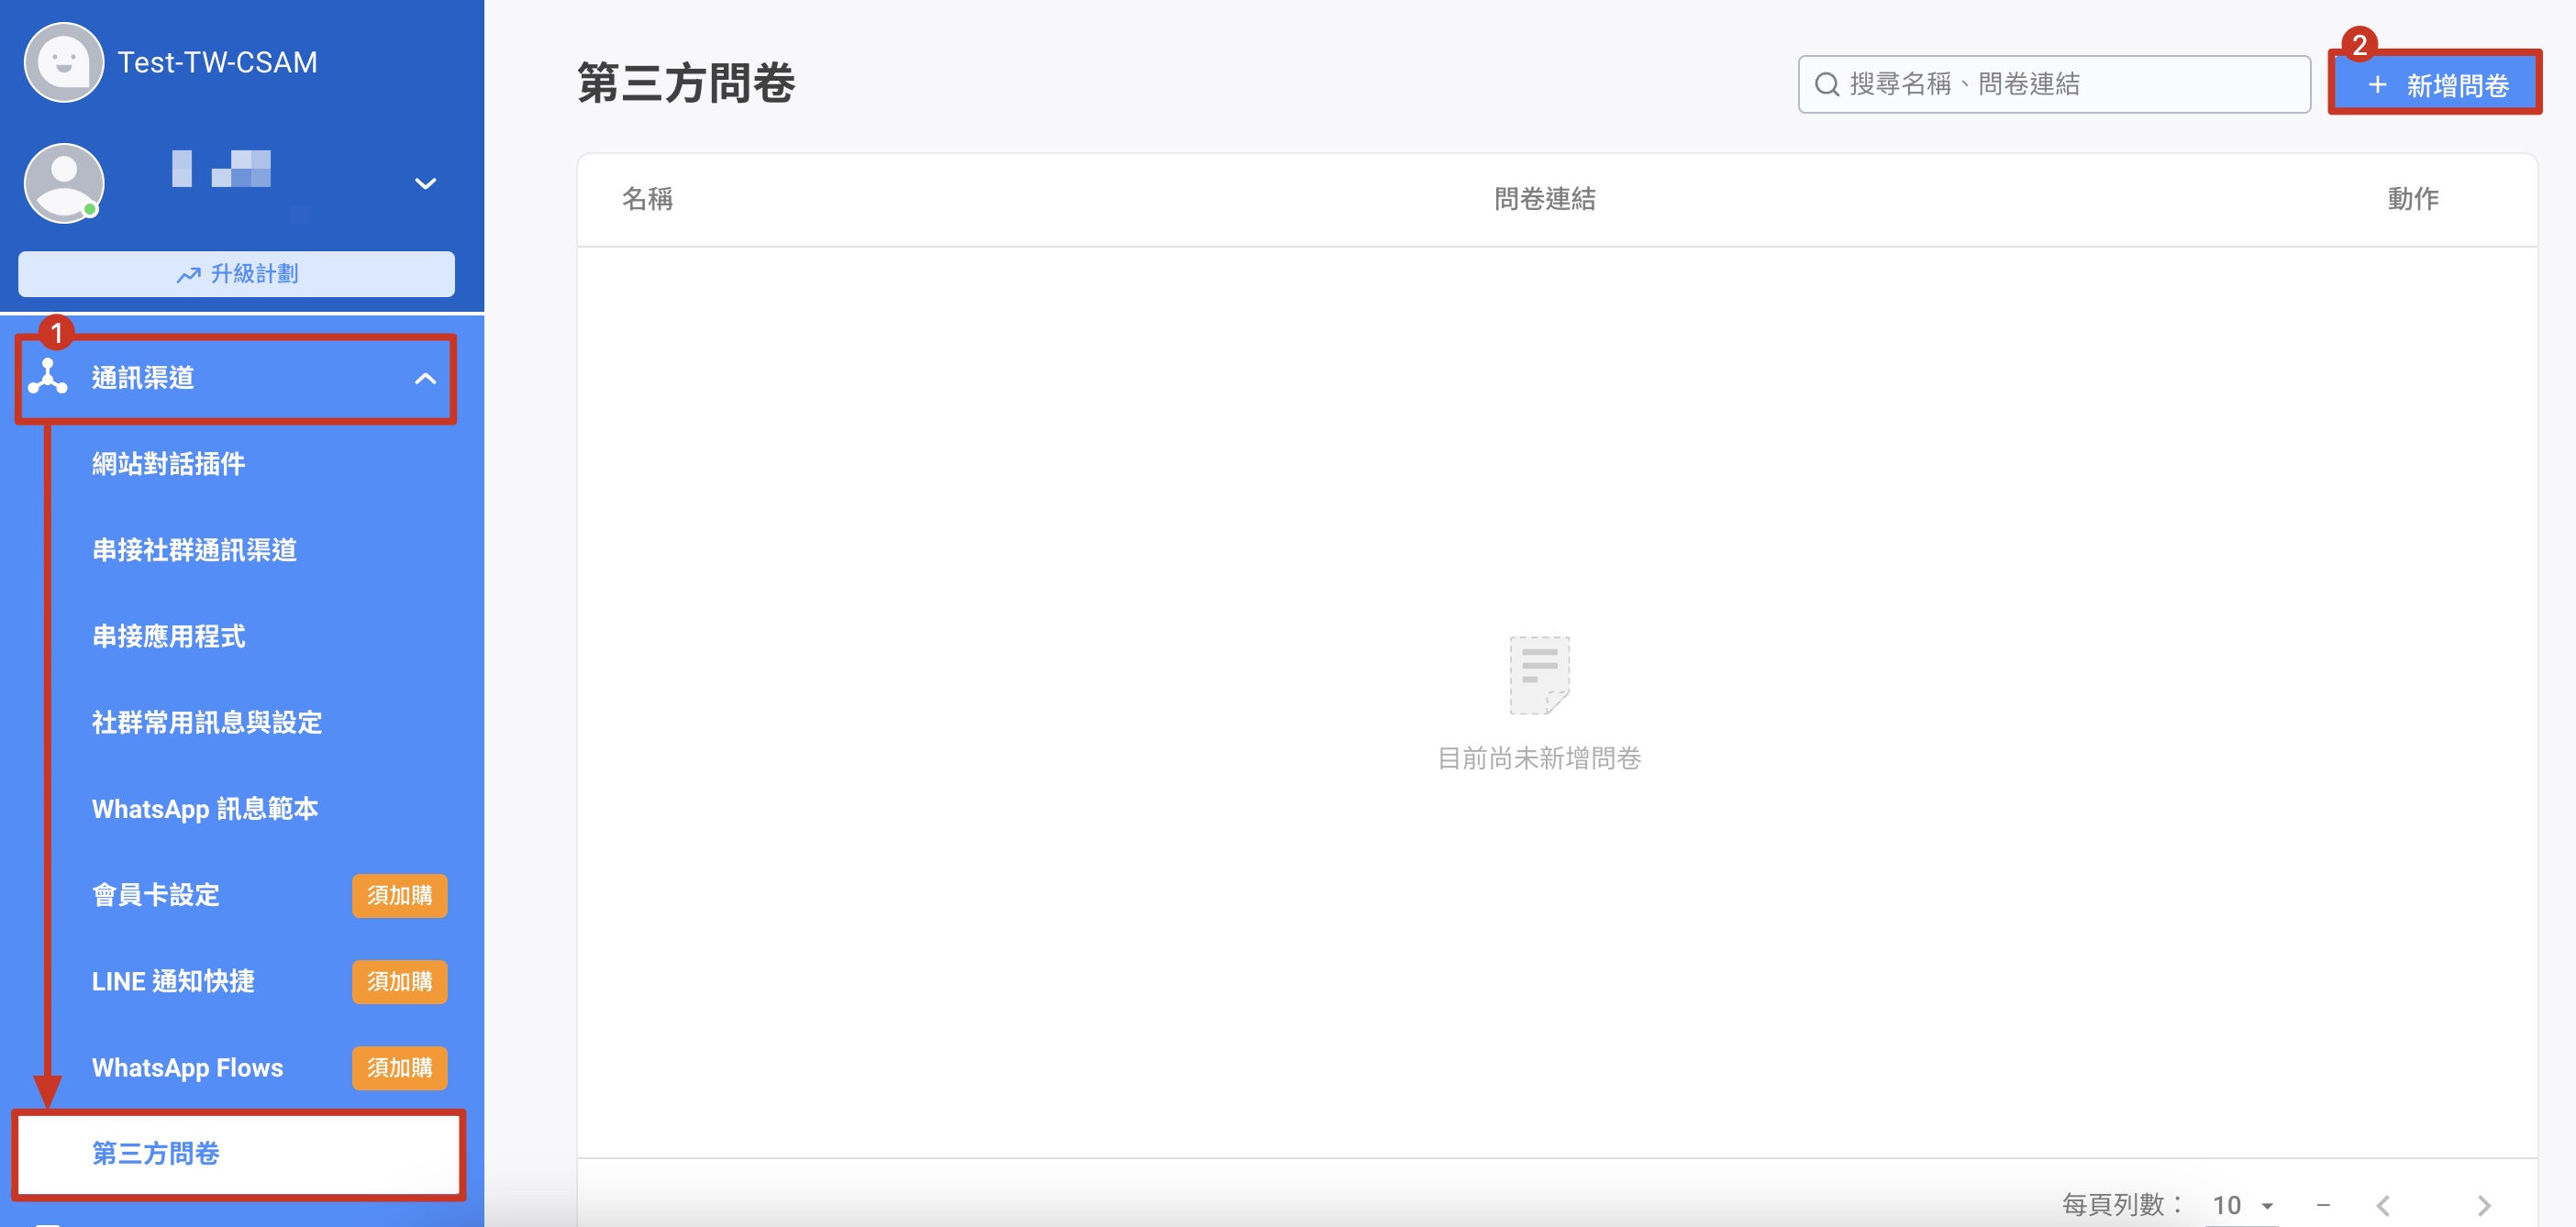 Test-TW-CSAM
升級計劃
1
通訊渠道
網站對話插件
串接社群通訊渠道
串接應用程式
社群常用訊息與設定
WhatsApp 訊息範本
會員卡設定 須加購
LINE 通知快捷 須加購
WhatsApp Flows 須加購
第三方問卷
第三方問卷
搜尋名稱、問卷連結
2
+ 新增問卷
名稱 問卷連結 動作
目前尚未新增問卷
每頁列數： 10 –